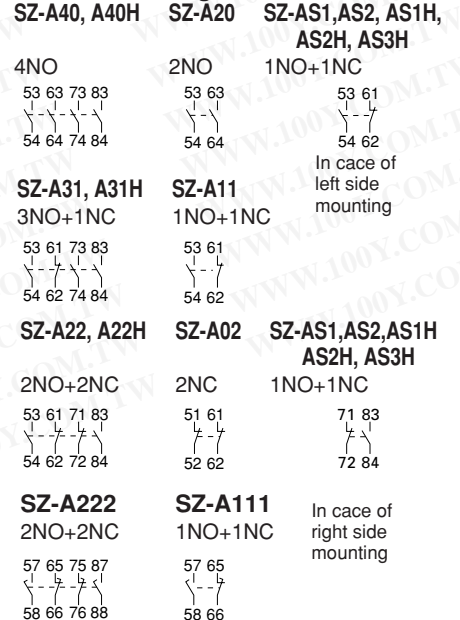 SZ-A40, A40H SZ-A20 SZ-AS1,AS2, AS1H,
AS2H, AS3H
4NO 2NO 1NO+1NC
53 63 73 83 53 63 53 61
54 64 74 84 54 64 54 62
In cace of
left side
mounting
SZ-A31, A31H SZ-A11
3NO+1NC 1NO+1NC
53 61 73 83 53 61
54 62 74 84 54 62
SZ-A22, A22H SZ-A02 SZ-AS1,AS2,AS1H
AS2H, AS3H
2NO+2NC 2NC 1NO+1NC
53 61 71 83 51 61 71 83
54 62 72 84 52 62 72 84
SZ-A222 SZ-A111
2NO+2NC 1NO+1NC
In cace of
right side
mounting
57 65 75 87 57 65
58 66 76 88 58 66
WWW.100Y.COM.TW